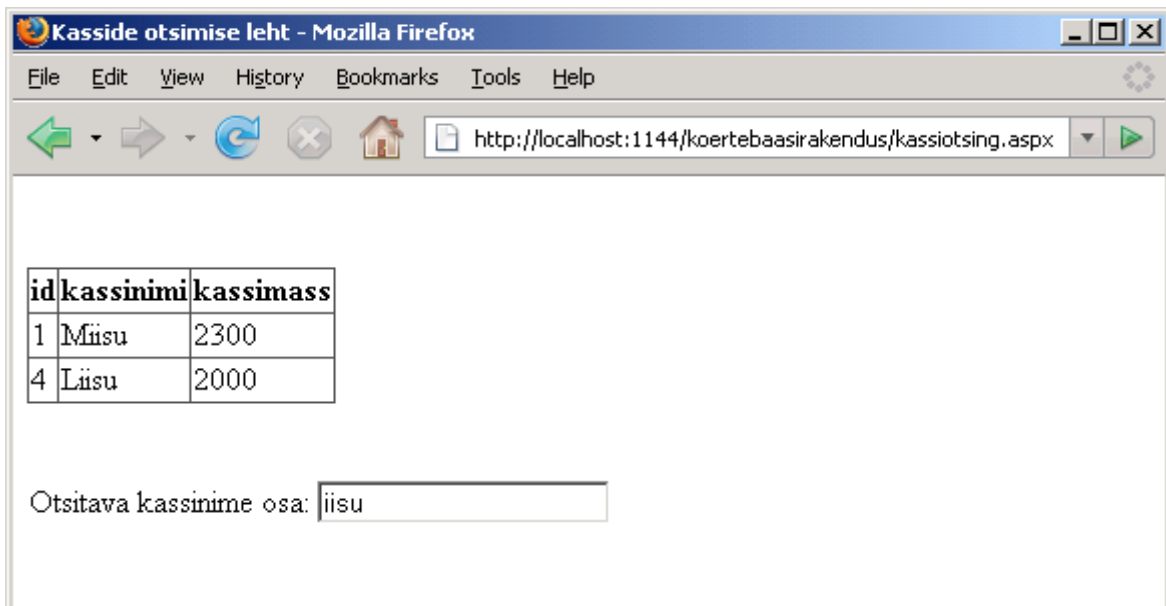 Kasside otsimise leht - Mozilla Firefox
File Edit View History Bookmarks Tools Help
http://localhost:1144/koertebaasirakendus/kassiotsing.aspx
id kassinimi kassimass
1 Miisu 2300
4 Liisu 2000
Otsitava kassinime osa: iisu